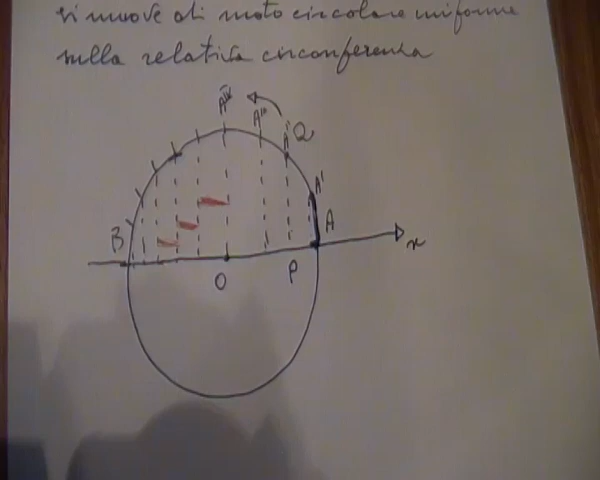 si muove di moto circolare uniforme
sulla relativa circonferenza
A'''' A''' A'' Q
A'
B A
x
O P